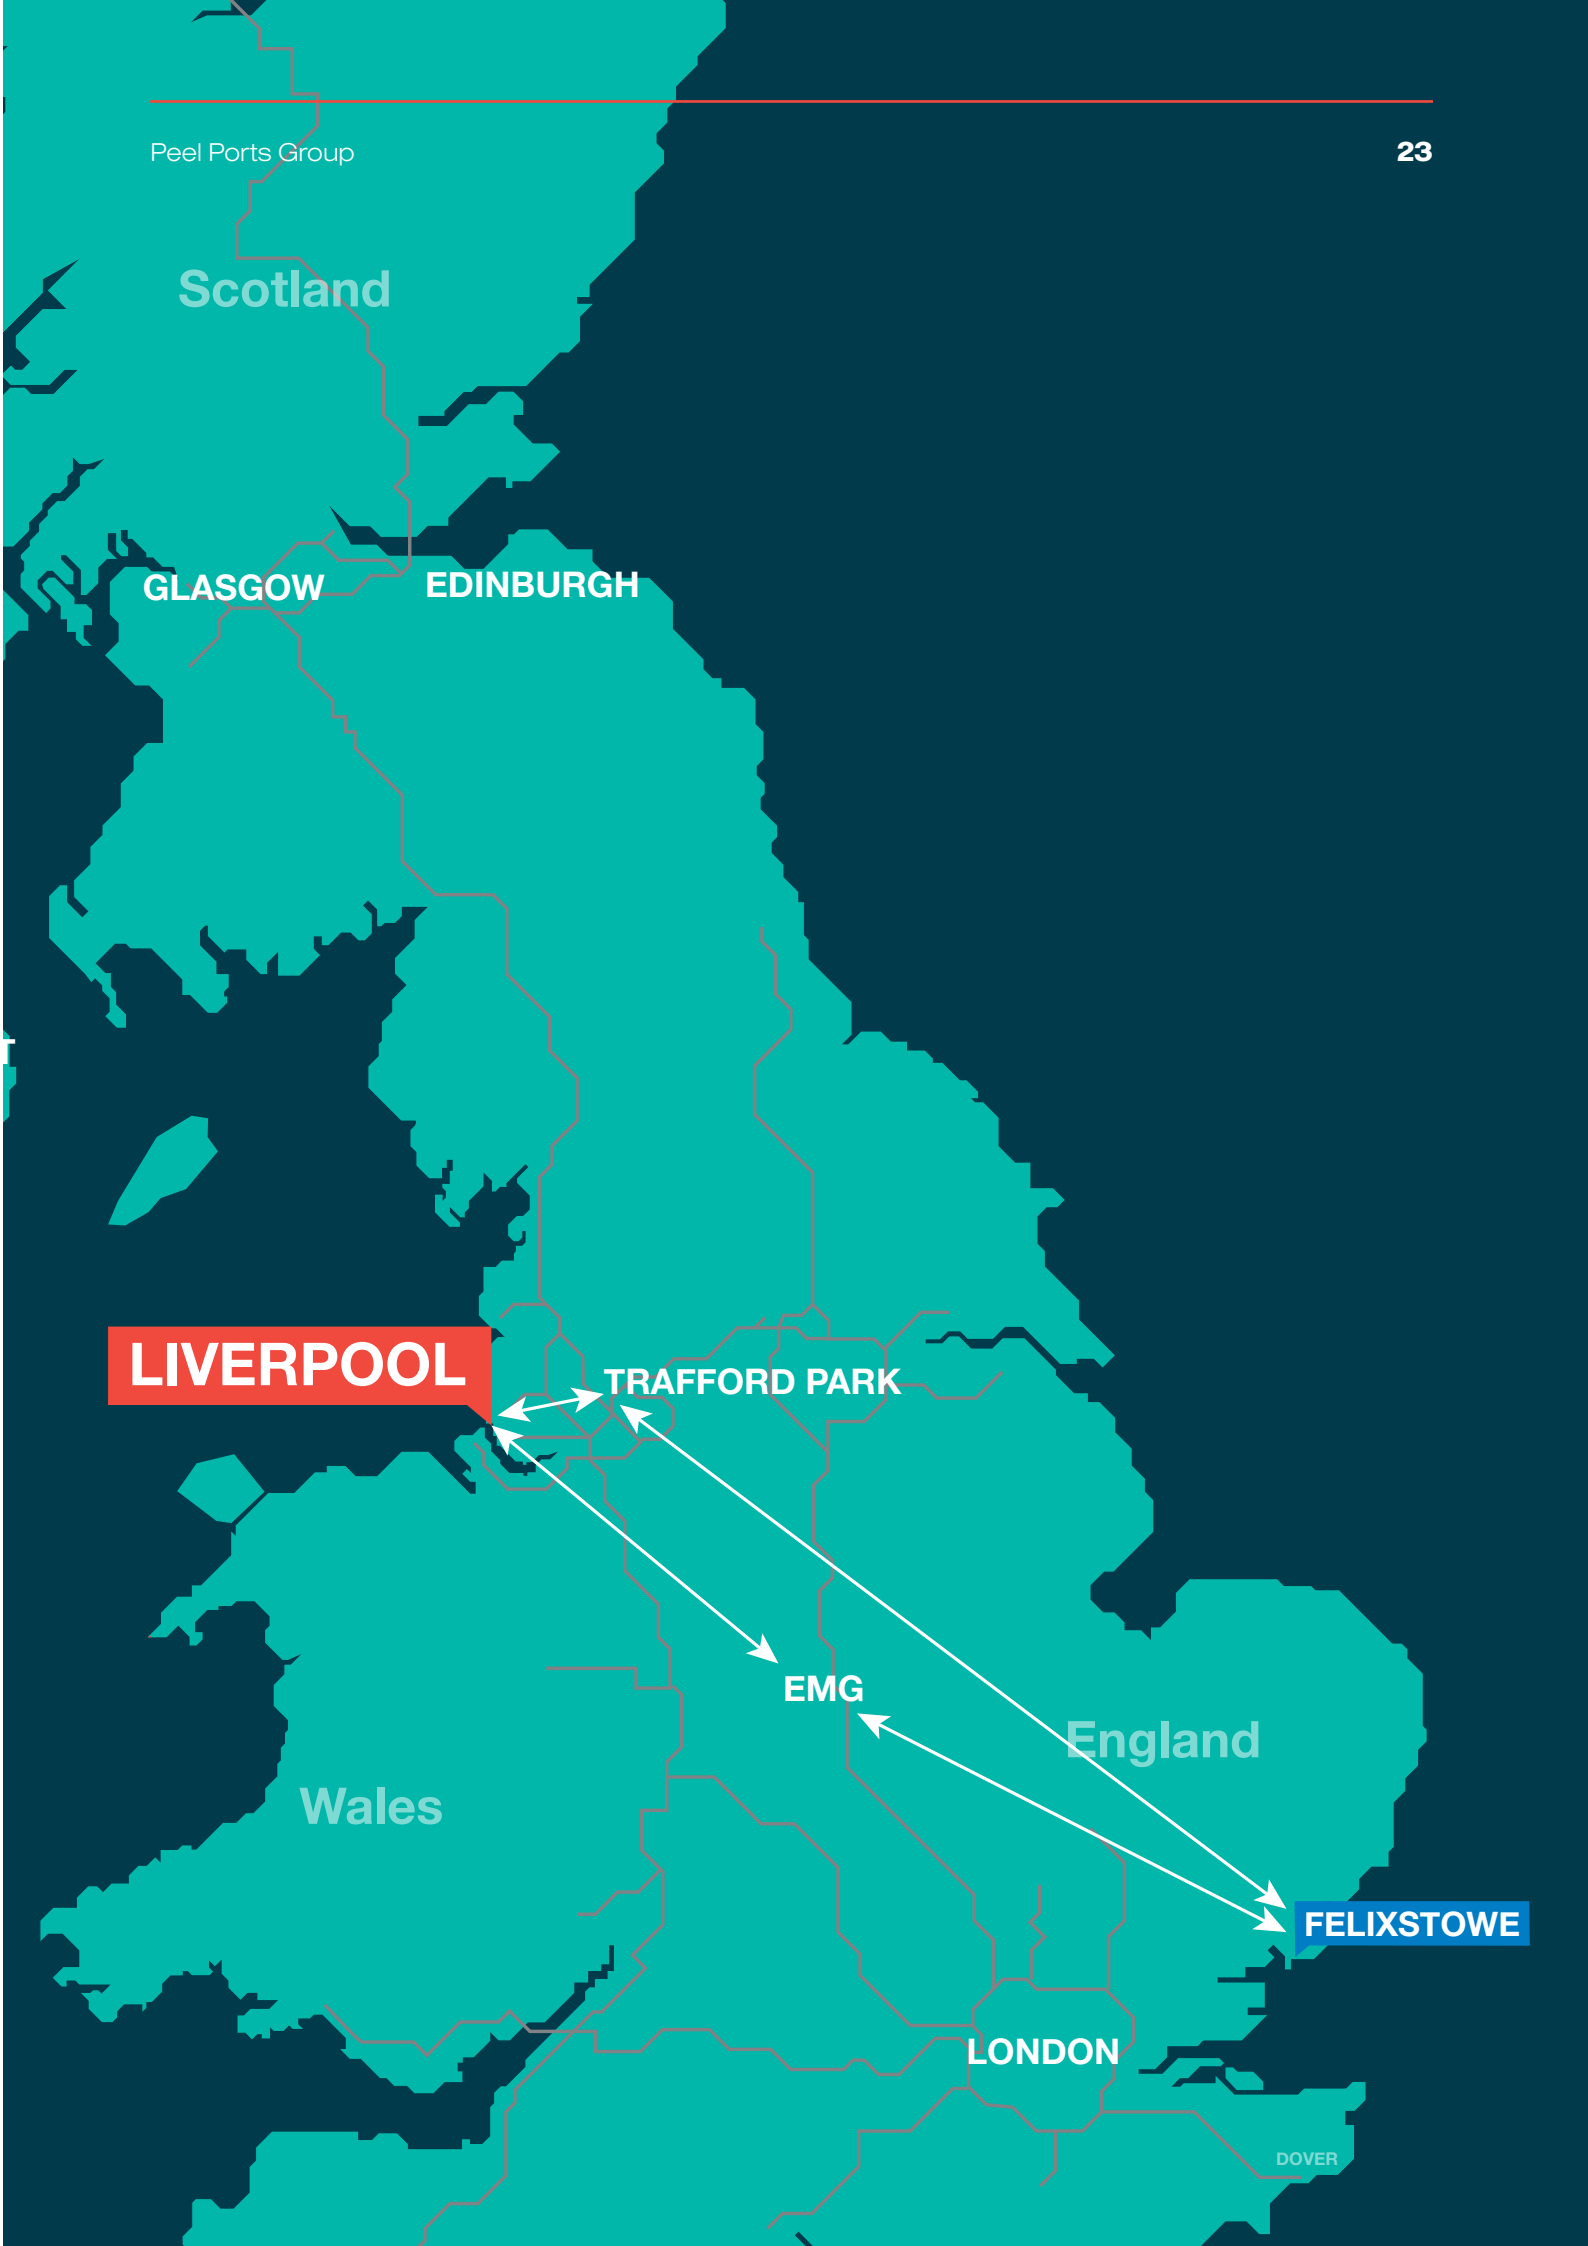 Peel Ports Group
23
Scotland
GLASGOW
EDINBURGH
T
LIVERPOOL
TRAFFORD PARK
EMG
England
Wales
FELIXSTOWE
LONDON
DOVER